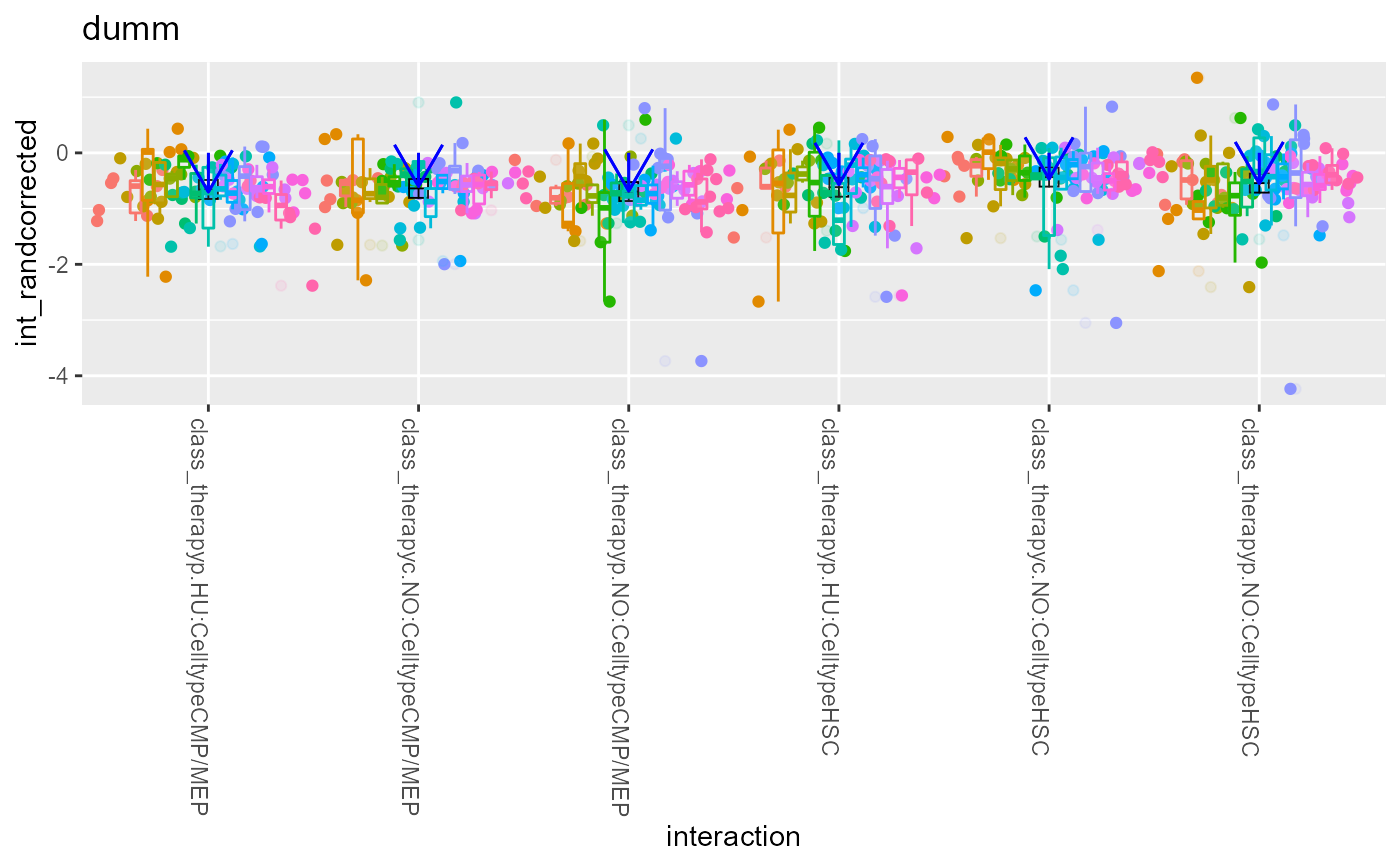 dumm
int_randcorrected
0
-2
-4
class_therapyp.HU:CelltypeCMP/MEP
class_therapyc.NO:CelltypeCMP/MEP
class_therapyp.NO:CelltypeCMP/MEP
class_therapyp.HU:CelltypeHSC
class_therapyc.NO:CelltypeHSC
class_therapyp.NO:CelltypeHSC
interaction